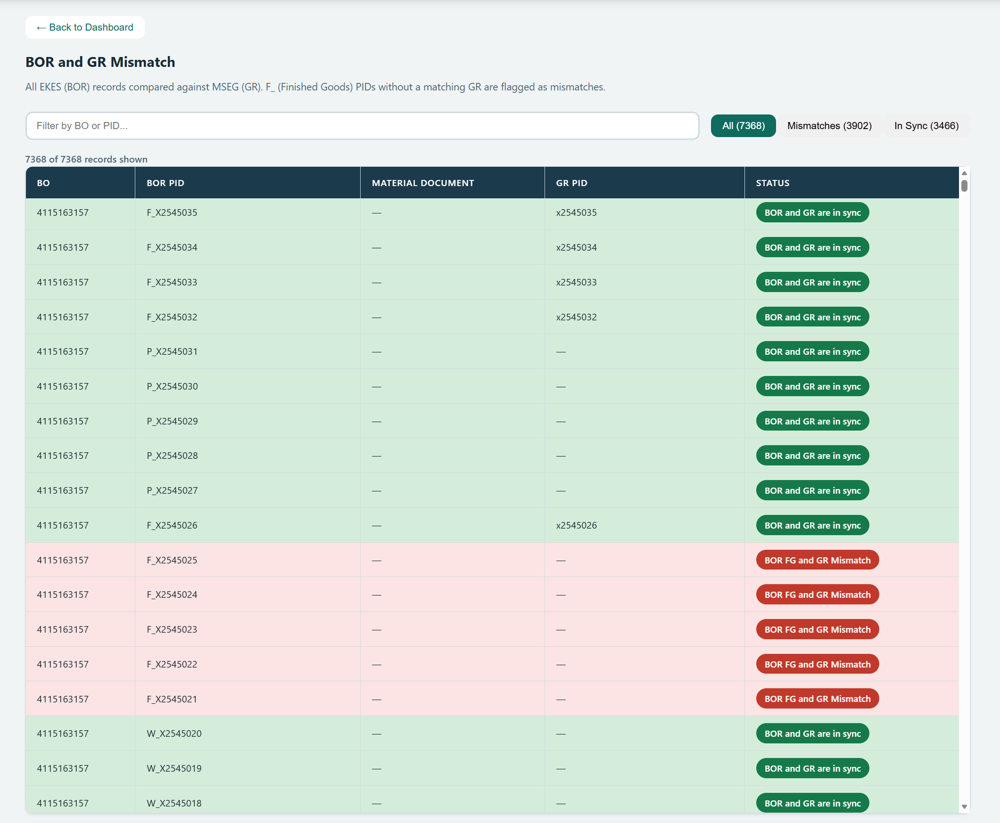 ← Back to Dashboard
BOR and GR Mismatch
All EKES (BOR) records compared against MSEG (GR). F_ (Finished Goods) PIDs without a matching GR are flagged as mismatches.
Filter by BO or PID... All (7368) Mismatches (3902) In Sync (3466)
7368 of 7368 records shown
BO BOR PID MATERIAL DOCUMENT GR PID STATUS
4115163157 F_X2545035 — x2545035 BOR and GR are in sync
4115163157 F_X2545034 — x2545034 BOR and GR are in sync
4115163157 F_X2545033 — x2545033 BOR and GR are in sync
4115163157 F_X2545032 — x2545032 BOR and GR are in sync
4115163157 P_X2545031 — — BOR and GR are in sync
4115163157 P_X2545030 — — BOR and GR are in sync
4115163157 P_X2545029 — — BOR and GR are in sync
4115163157 P_X2545028 — — BOR and GR are in sync
4115163157 P_X2545027 — — BOR and GR are in sync
4115163157 F_X2545026 — x2545026 BOR and GR are in sync
4115163157 F_X2545025 — — BOR FG and GR Mismatch
4115163157 F_X2545024 — — BOR FG and GR Mismatch
4115163157 F_X2545023 — — BOR FG and GR Mismatch
4115163157 F_X2545022 — — BOR FG and GR Mismatch
4115163157 F_X2545021 — — BOR FG and GR Mismatch
4115163157 W_X2545020 — — BOR and GR are in sync
4115163157 W_X2545019 — — BOR and GR are in sync
4115163157 W_X2545018 — — BOR and GR are in sync